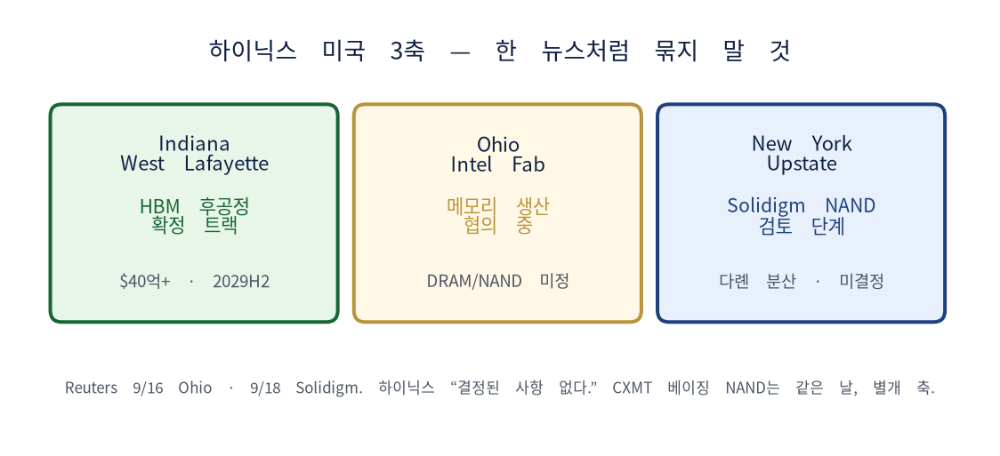 하이닉스 미국 3축 — 한 뉴스처럼 묶지 말 것
Indiana
West Lafayette
HBM 후공정
확정 트랙
$40억+ · 2029H2
Ohio
Intel Fab
메모리 생산
협의 중
DRAM/NAND 미정
New York
Upstate
Solidigm NAND
검토 단계
다롄 분산 · 미결정
Reuters 9/16 Ohio · 9/18 Solidigm. 하이닉스 “결정된 사항 없다.” CXMT 베이징 NAND는 같은 날, 별개 축.